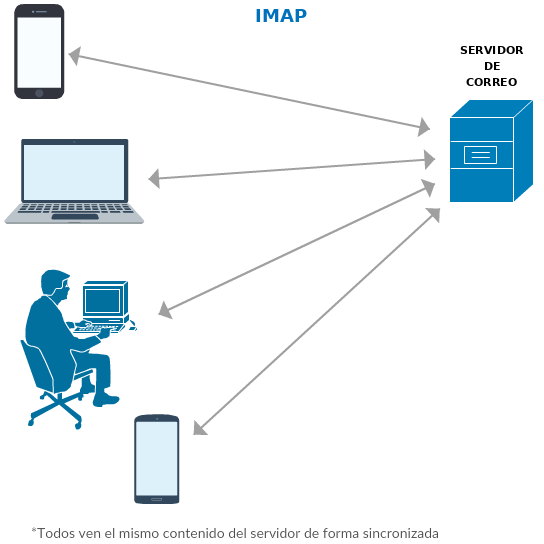 IMAP
SERVIDOR
DE
CORREO
*Todos ven el mismo contenido del servidor de forma sincronizada